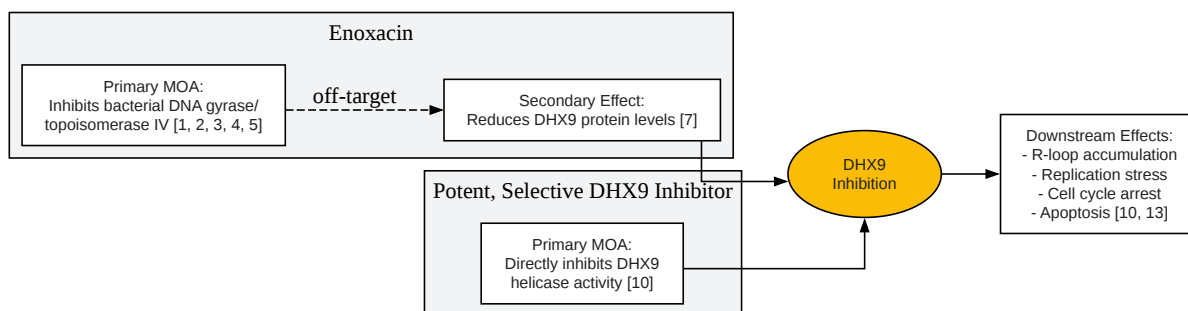 Enoxacin
Primary MOA:
Inhibits bacterial DNA gyrase/
topoisomerase IV [1, 2, 3, 4, 5]
off-target
Secondary Effect:
Reduces DHX9 protein levels [7]
Potent, Selective DHX9 Inhibitor
Primary MOA:
Directly inhibits DHX9
helicase activity [10]
DHX9
Inhibition
Downstream Effects:
- R-loop accumulation
- Replication stress
- Cell cycle arrest
- Apoptosis [10, 13]